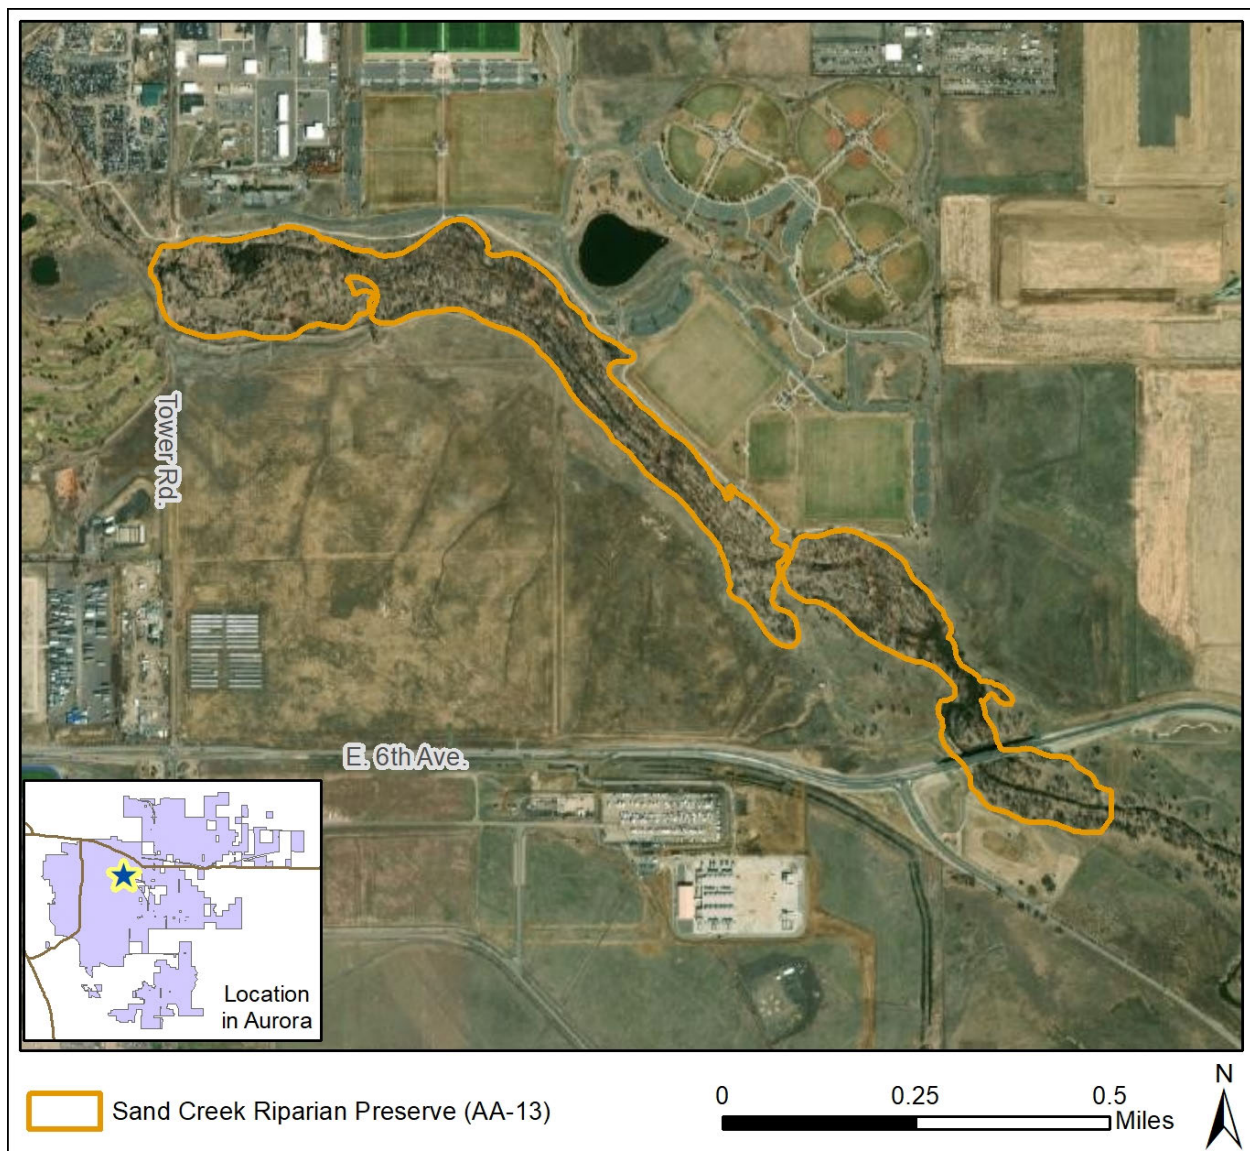 Tower Rd.
E. 6th Ave.
Location
in Aurora
Sand Creek Riparian Preserve (AA-13)
0 0.25 0.5
Miles
N